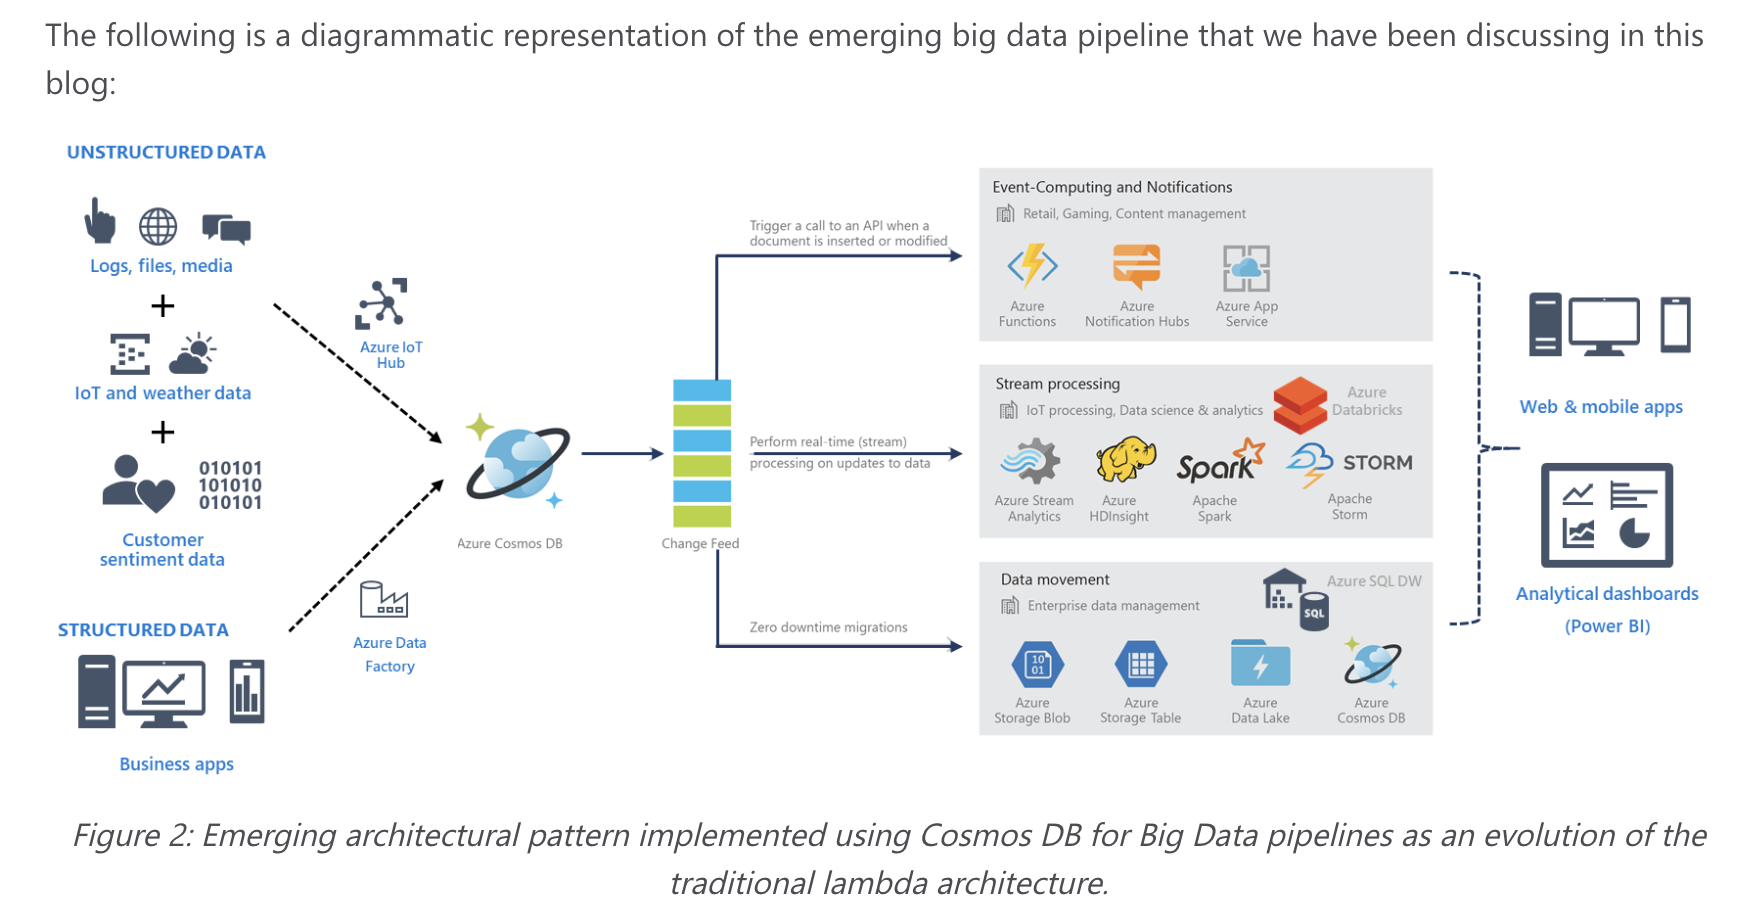 The following is a diagrammatic representation of the emerging big data pipeline that we have been discussing in this
blog:
UNSTRUCTURED DATA
Logs, files, media
+
IoT and weather data
+
Customer
sentiment data
010101
101010
010101
STRUCTURED DATA
Business apps
Azure IoT
Hub
Azure Data
Factory
Azure Cosmos DB
Change Feed
Trigger a call to an API when a
document is inserted or modified
Perform real-time (stream)
processing on updates to data
Zero downtime migrations
Event-Computing and Notifications
Retail, Gaming, Content management
Azure
Functions
Azure
Notification Hubs
Azure App
Service
Stream processing
IoT processing, Data science & analytics
Azure
Databricks
Spark
STORM
Azure Stream
Analytics
Azure
HDInsight
Apache
Spark
Apache
Storm
Data movement
Enterprise data management
Azure SQL DW
SQL
10
01
Azure
Storage Blob
Azure
Storage Table
Azure
Data Lake
Azure
Cosmos DB
Web & mobile apps
Analytical dashboards
(Power BI)
Figure 2: Emerging architectural pattern implemented using Cosmos DB for Big Data pipelines as an evolution of the
traditional lambda architecture.